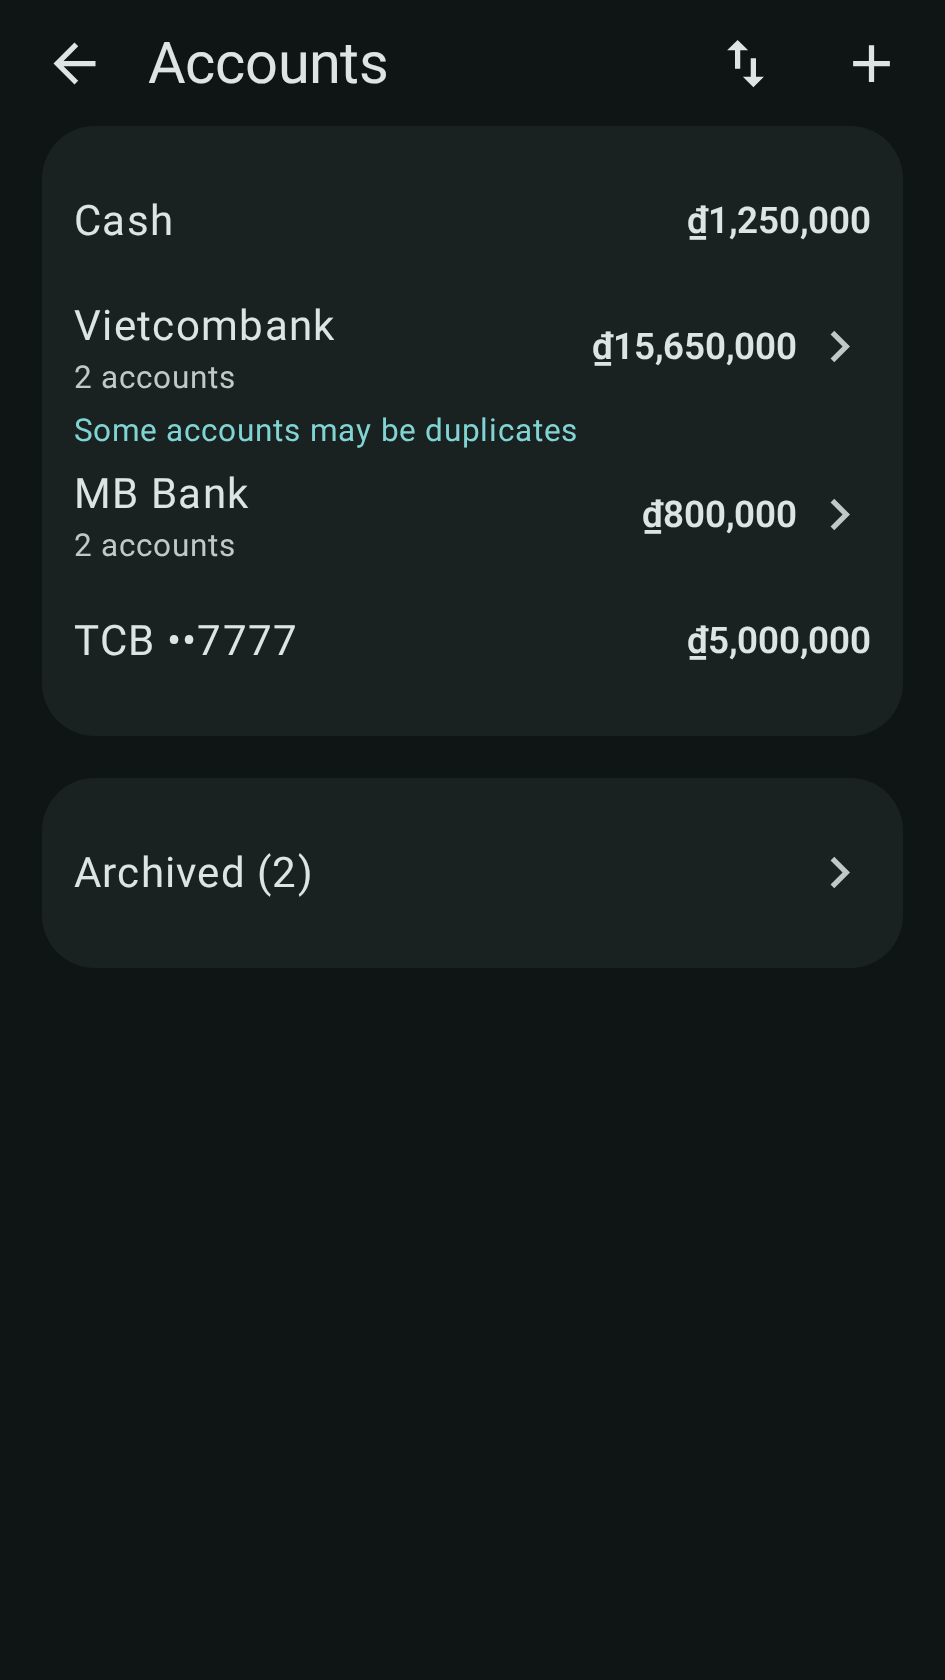 Accounts
Cash
₫1,250,000
Vietcombank
2 accounts
₫15,650,000
Some accounts may be duplicates
MB Bank
2 accounts
₫800,000
TCB ••7777
₫5,000,000
Archived (2)